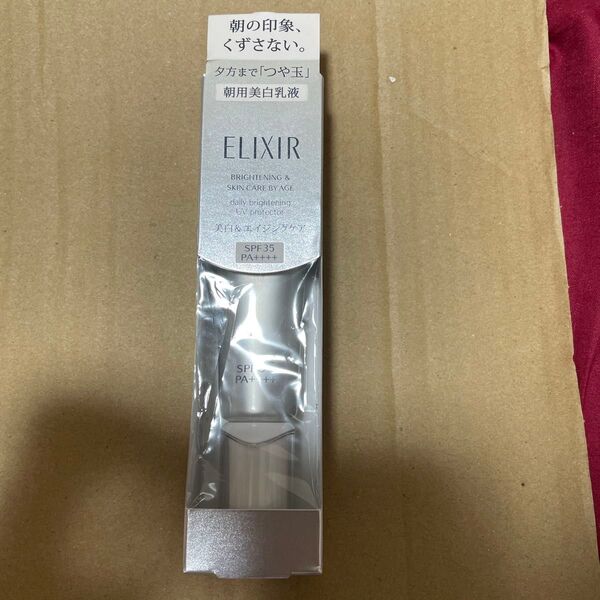 朝の印象、
くずさない。
夕方まで「つや玉」
朝用美白乳液
ELIXIR
BRIGHTENING &
SKIN CARE BY AGE
daily brightening
UV protector
美白&エイジングケア
SPF35
PA++++
SPF35
PA++++